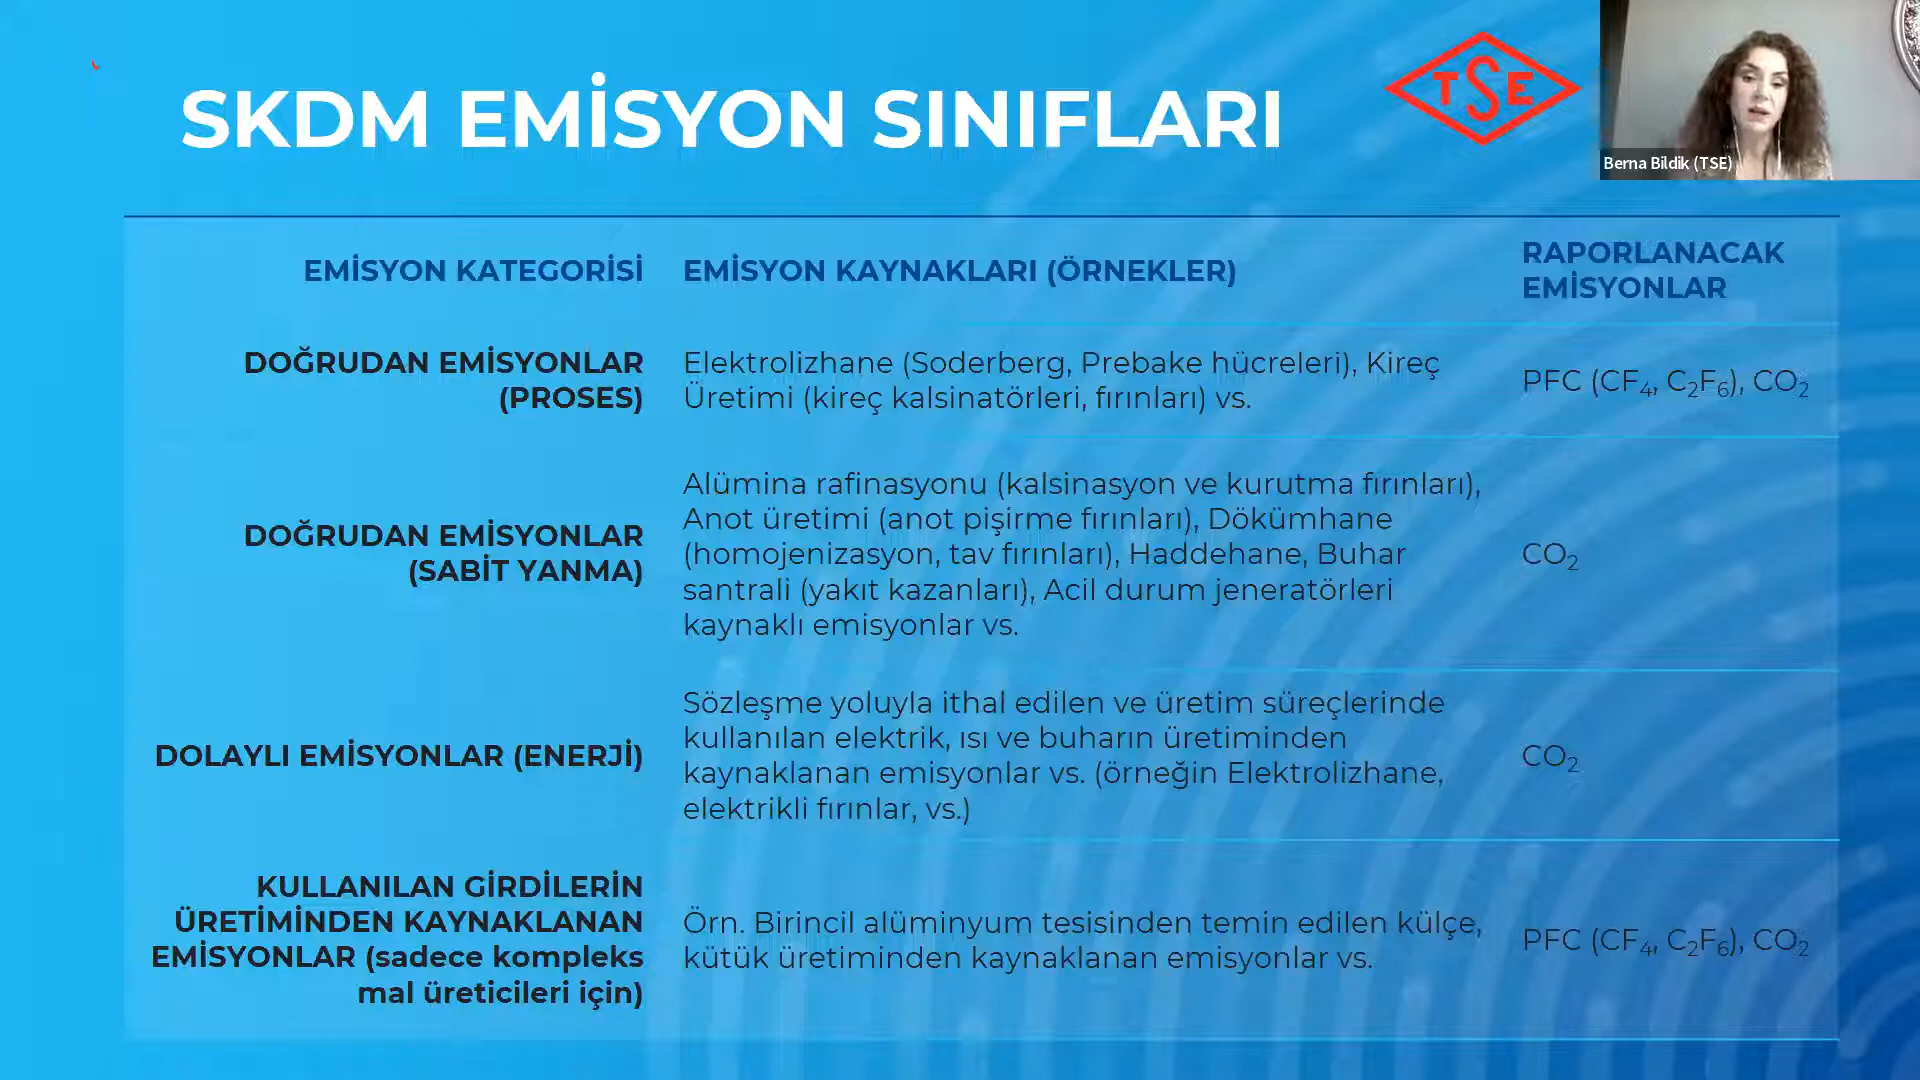 SKDM EMİSYON SINIFLARI
TSE
Berna Bildik (TSE)
EMİSYON KATEGORİSİ
EMİSYON KAYNAKLARI (ÖRNEKLER)
RAPORLANACAK
EMİSYONLAR
DOĞRUDAN EMİSYONLAR
(PROSES)
Elektrolizhane (Soderberg, Prebake hücreleri), Kireç
Üretimi (kireç kalsinatörleri, fırınları) vs.
PFC (CF₄, C₂F₆), CO₂
DOĞRUDAN EMİSYONLAR
(SABİT YANMA)
Alümina rafinasyonu (kalsinasyon ve kurutma fırınları),
Anot üretimi (anot pişirme fırınları), Dökümhane
(homojenizasyon, tav fırınları), Haddehane, Buhar
santrali (yakıt kazanları), Acil durum jeneratörleri
kaynaklı emisyonlar vs.
CO₂
DOLAYLI EMİSYONLAR (ENERJİ)
Sözleşme yoluyla ithal edilen ve üretim süreçlerinde
kullanılan elektrik, ısı ve buharın üretiminden
kaynaklanan emisyonlar vs. (örneğin Elektrolizhane,
elektrikli fırınlar, vs.)
CO₂
KULLANILAN GİRDİLERİN
ÜRETİMİNDEN KAYNAKLANAN
EMİSYONLAR (sadece kompleks
mal üreticileri için)
Örn. Birincil alüminyum tesisinden temin edilen külçe,
kütük üretiminden kaynaklanan emisyonlar vs.
PFC (CF₄, C₂F₆), CO₂